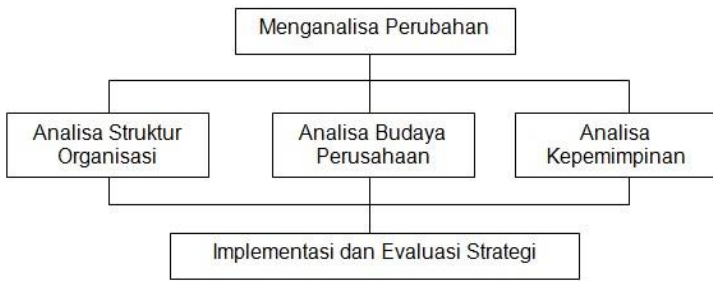 Menganalisa Perubahan
Analisa Struktur
Organisasi
Analisa Budaya
Perusahaan
Analisa
Kepemimpinan
Implementasi dan Evaluasi Strategi